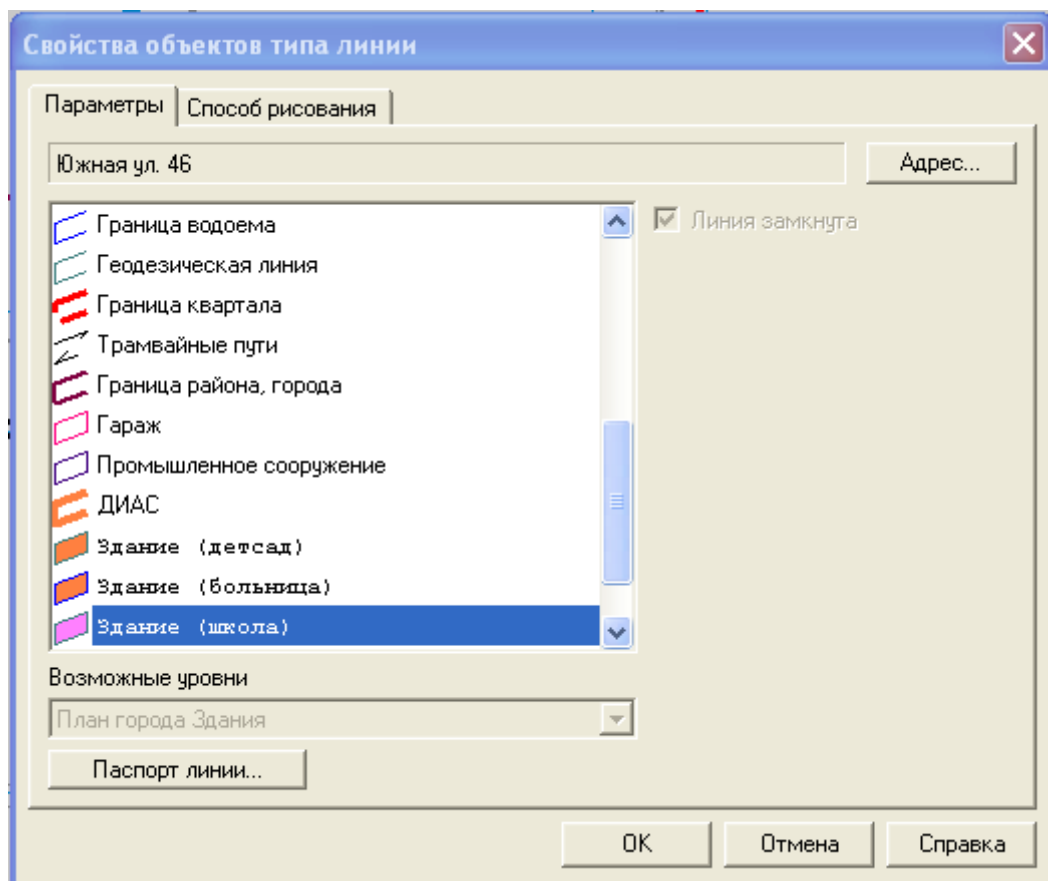 Свойства объектов типа линии
Параметры
Способ рисования
Южная ул. 46
Адрес...
Граница водоема
Линия замкнута
Геодезическая линия
Граница квартала
Трамвайные пути
Граница района, города
Гараж
Промышленное сооружение
ДИАС
Здание (детсад)
Здание (больница)
Здание (школа)
Возможные уровни
План города Здания
Паспорт линии...
ОК
Отмена
Справка